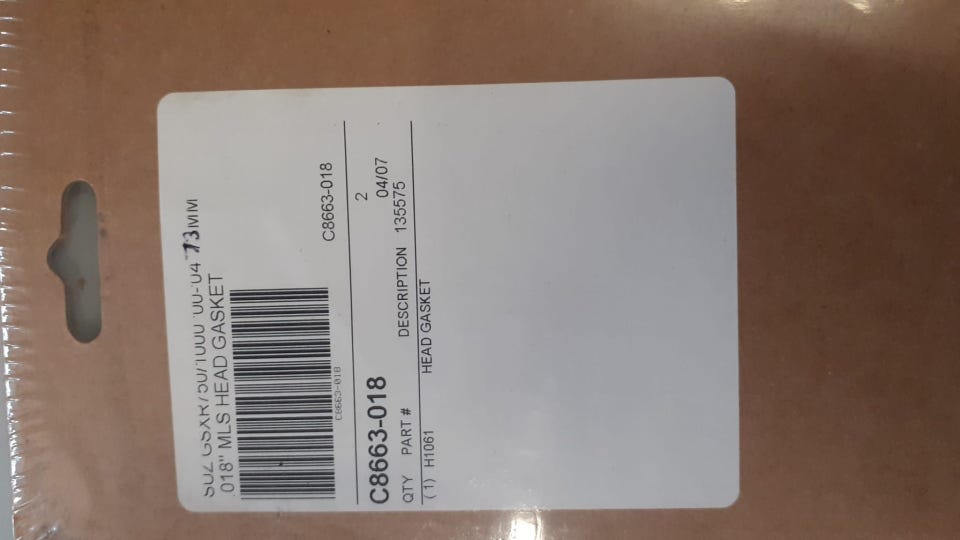 SUZ GSXR750/1000 '00-'04 73MM
.018" MLS HEAD GASKET
C8663-018
C8663-018
C8663-018 2
04/07
QTY PART # DESCRIPTION 135575
(1) H1061 HEAD GASKET